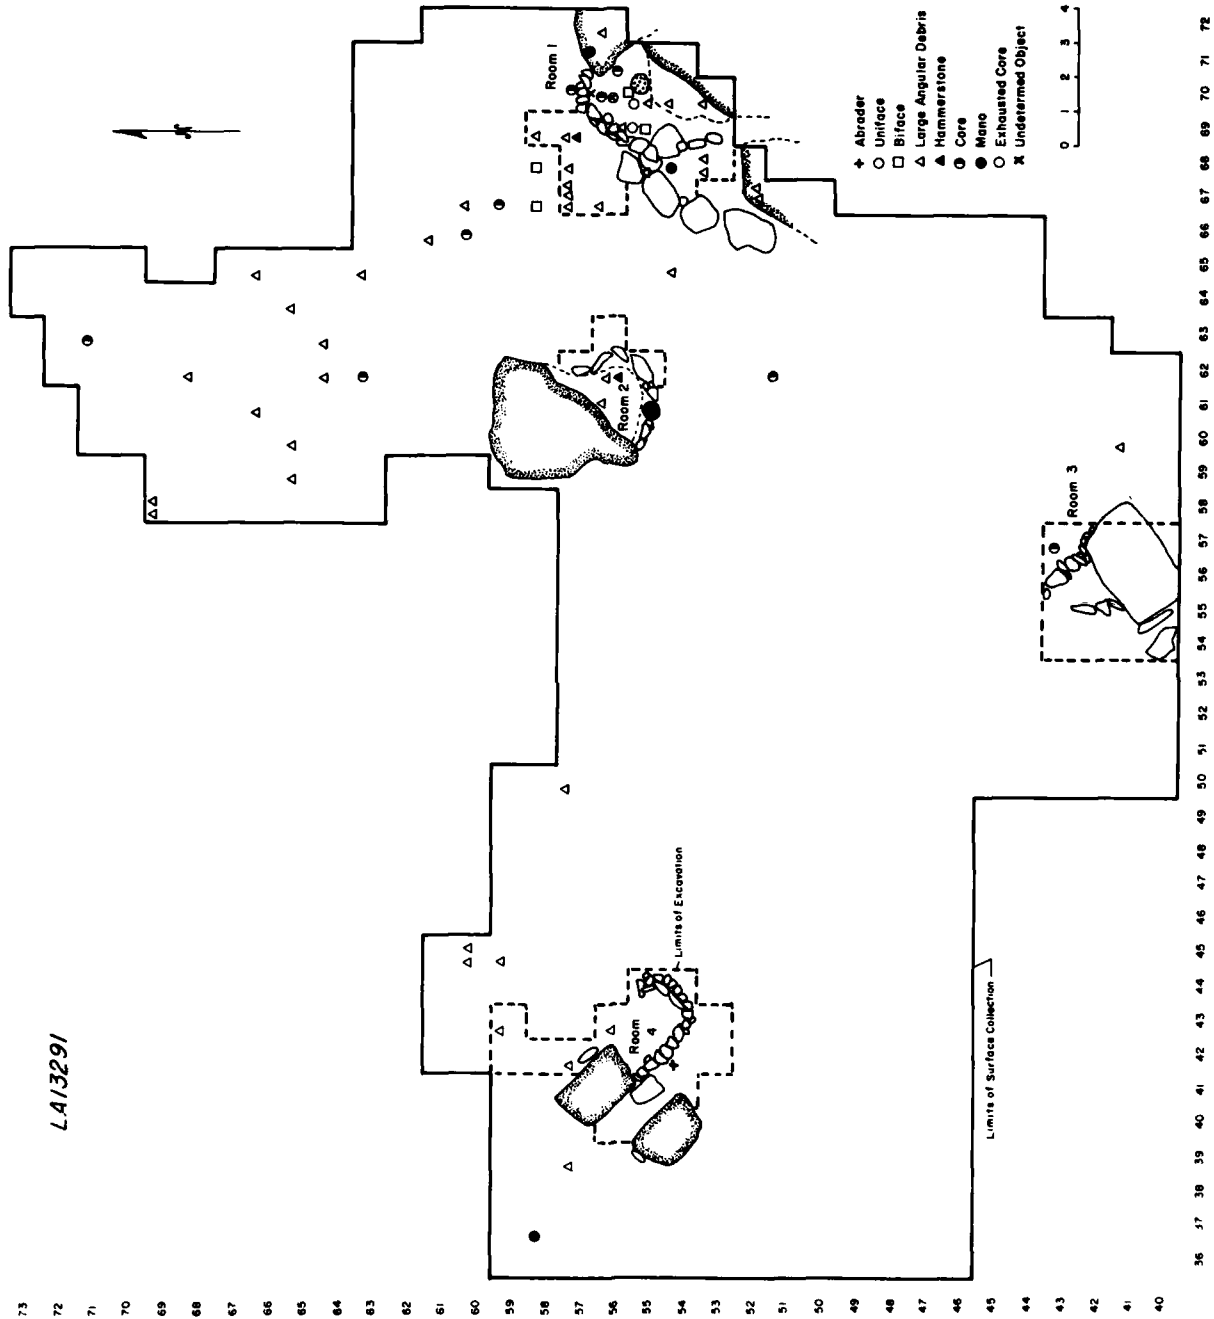 LA13291
N
Room 1
Room 2
Room 3
Room
4
Limits of Excavation
Limits of Surface Collection
Abrader
Uniface
Biface
Large Angular Debris
Hammerstone
Core
Mano
Exhausted Core
Undetermed Object
0 1 2 3 4
73
72
71
70
69
68
67
66
65
64
63
62
61
60
59
58
57
56
55
54
53
52
51
50
49
48
47
46
45
44
43
42
41
40
36 37 38 39 40 41 42 43 44 45 46 47 48 49 50 51 52 53 54 55 56 57 58 59 60 61 62 63 64 65 66 67 68 69 70 71 72